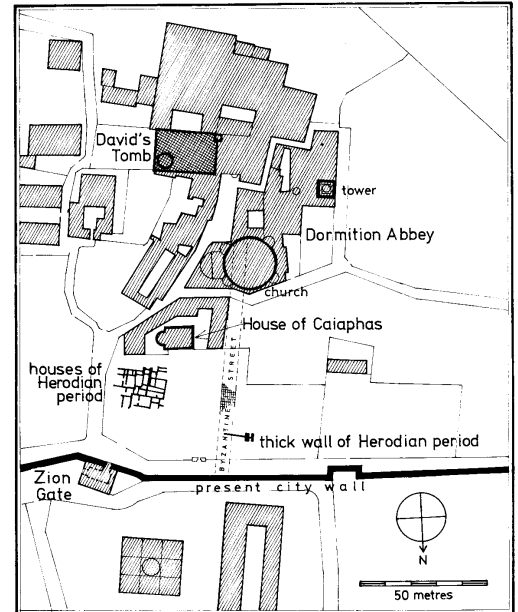 David's
Tomb
tower
Dormition Abbey
church
House of Caiaphas
houses of
Herodian
period
BYZANTINE STREET
thick wall of Herodian period
Zion
Gate
present city wall
N
50 metres